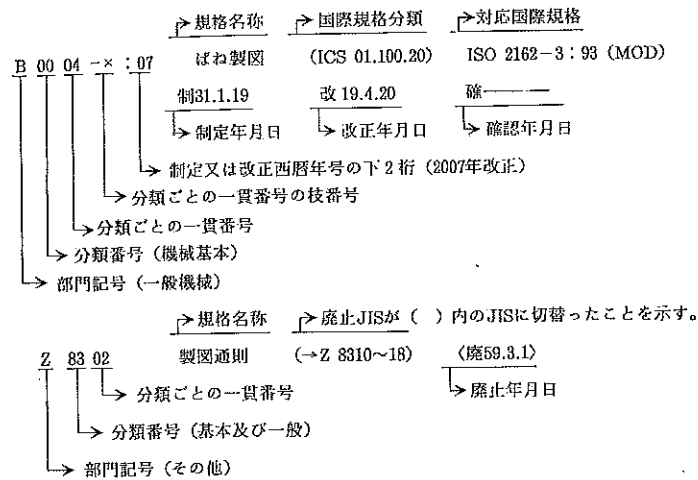 規格名称 国際規格分類 対応国際規格
ばね製図 (ICS 01.100.20) ISO 2162-3：93 (MOD)
B 00 04 -× ：07
制31.1.19 改 19.4.20 確———
制定年月日 改正年月日 確認年月日
制定又は改正西暦年号の下2桁 (2007年改正)
分類ごとの一貫番号の枝番号
分類ごとの一貫番号
分類番号 (機械基本)
部門記号 (一般機械)
規格名称 廃止JISが ( ) 内のJISに切替ったことを示す。
Z 83 02 製図通則 (→Z 8310～18) 〈廃59.3.1〉
分類ごとの一貫番号 廃止年月日
分類番号 (基本及び一般)
部門記号 (その他)